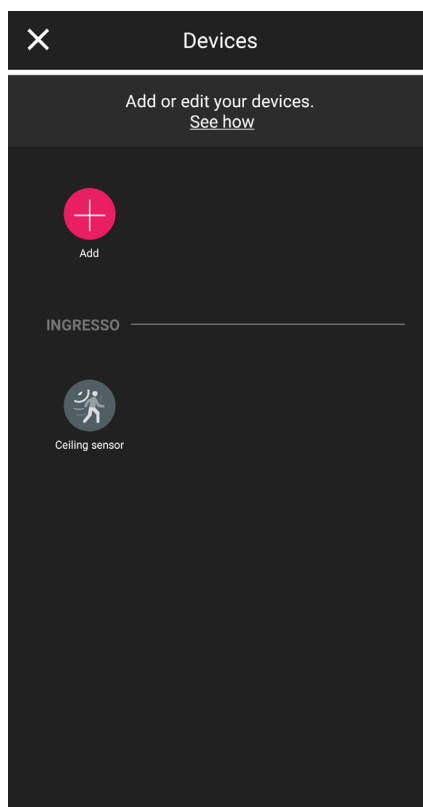 Devices
Add or edit your devices.
See how
Add
INGRESSO
Ceiling sensor